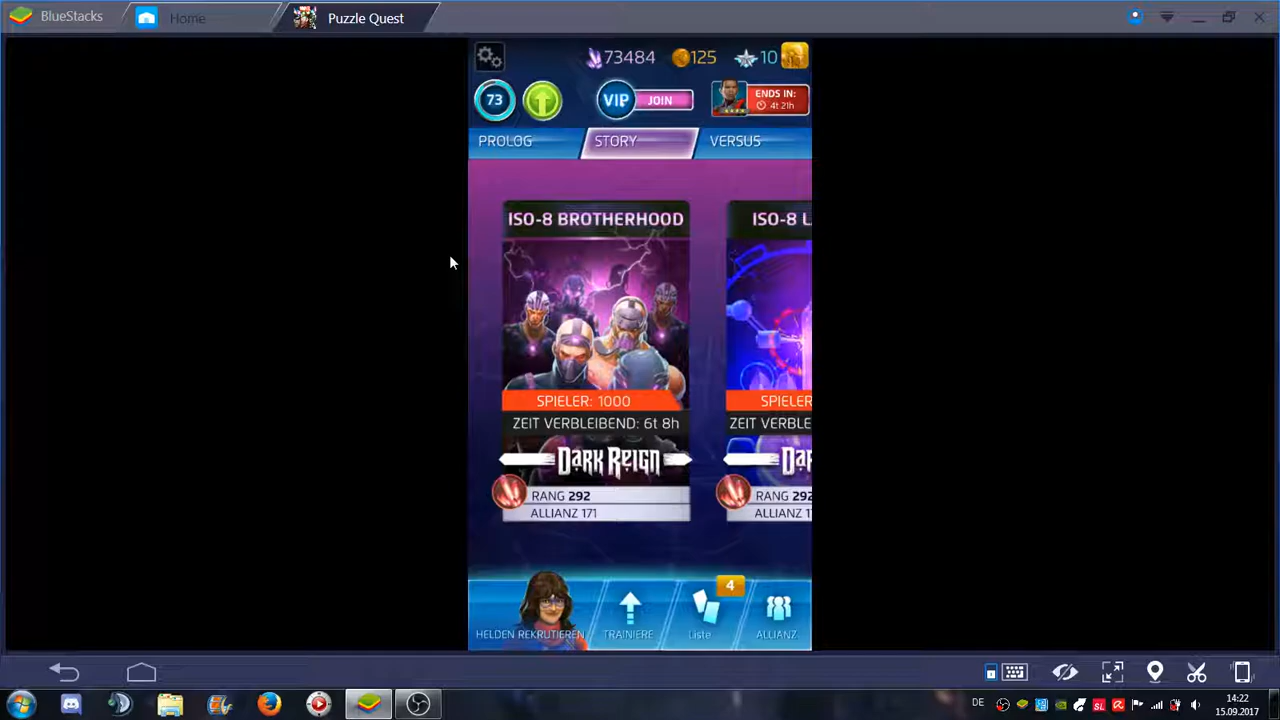 BlueStacks
Home
Puzzle Quest
73484
125
10
73
VIP
JOIN
ENDS IN:
4t 21h
PROLOG
STORY
VERSUS
ISO-8 BROTHERHOOD
SPIELER: 1000
ZEIT VERBLEIBEND: 6t 8h
DARK REIGN
RANG 292
ALLIANZ 171
ISO-8 L
SPIELER
ZEIT VERBLE
DA
RANG 292
ALLIANZ 1
4
HELDEN REKRUTIEREN
TRAINIERE
Liste
ALLIANZ
DE
SL
14:22
15.09.2017